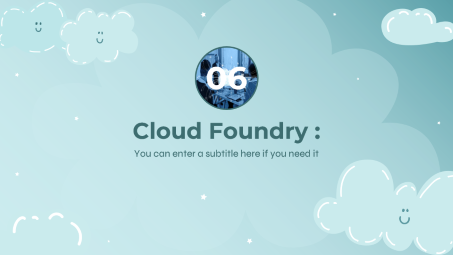 06
Cloud Foundry :
You can enter a subtitle here if you need it